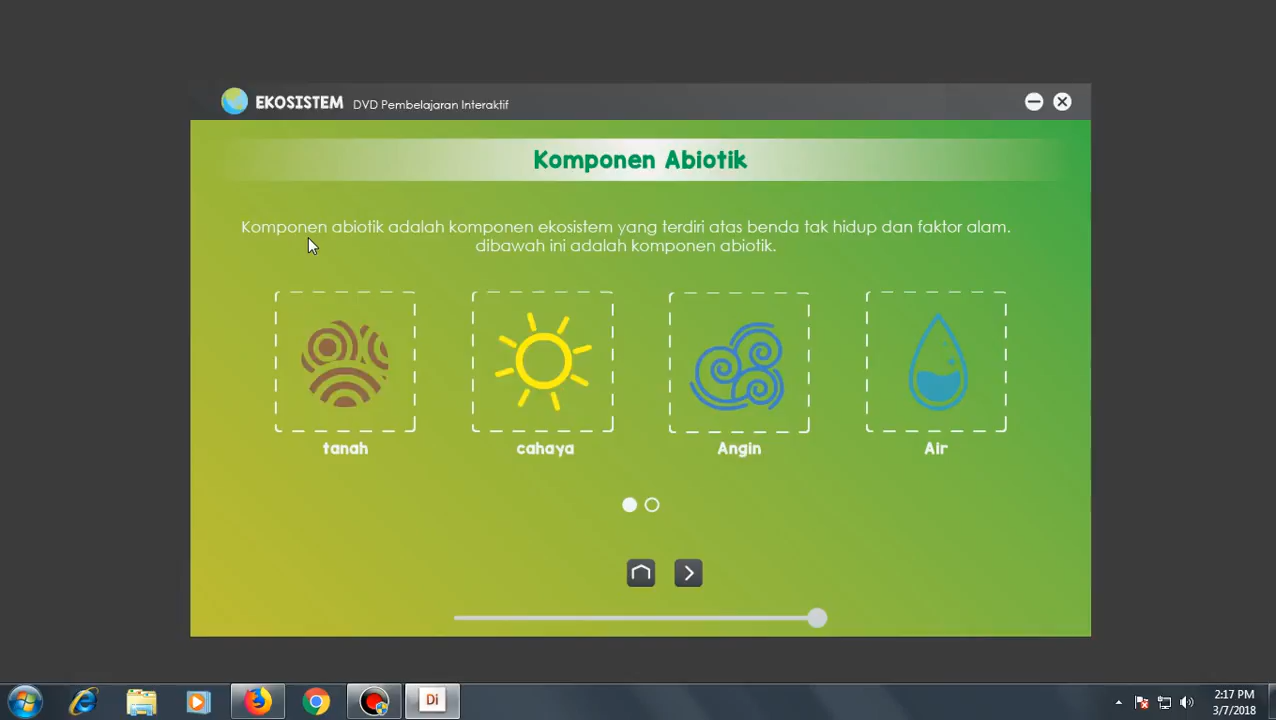 EKOSISTEM DVD Pembelajaran Interaktif
Komponen Abiotik
Komponen abiotik adalah komponen ekosistem yang terdiri atas benda tak hidup dan faktor alam.
dibawah ini adalah komponen abiotik.
tanah cahaya Angin Air
Di
2:17 PM
3/7/2018